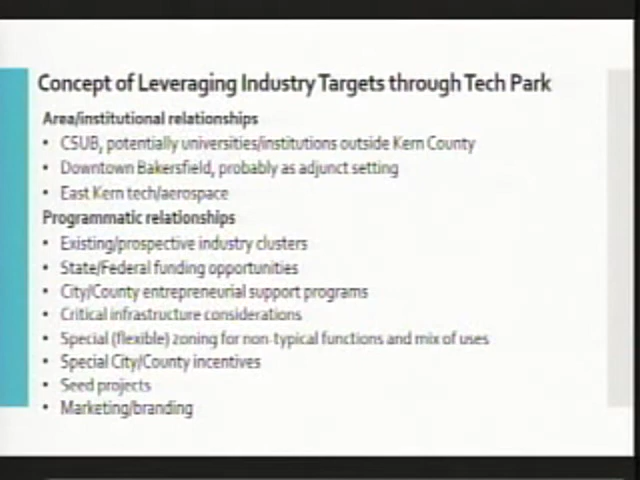 Concept of Leveraging Industry Targets through Tech Park
Area/institutional relationships
• CSUB, potentially universities/institutions outside Kern County
• Downtown Bakersfield, probably as adjunct setting
• East Kern tech/aerospace
Programmatic relationships
• Existing/prospective industry clusters
• State/Federal funding opportunities
• City/County entrepreneurial support programs
• Critical infrastructure considerations
• Special (flexible) zoning for non-typical functions and mix of uses
• Special City/County incentives
• Seed projects
• Marketing/branding